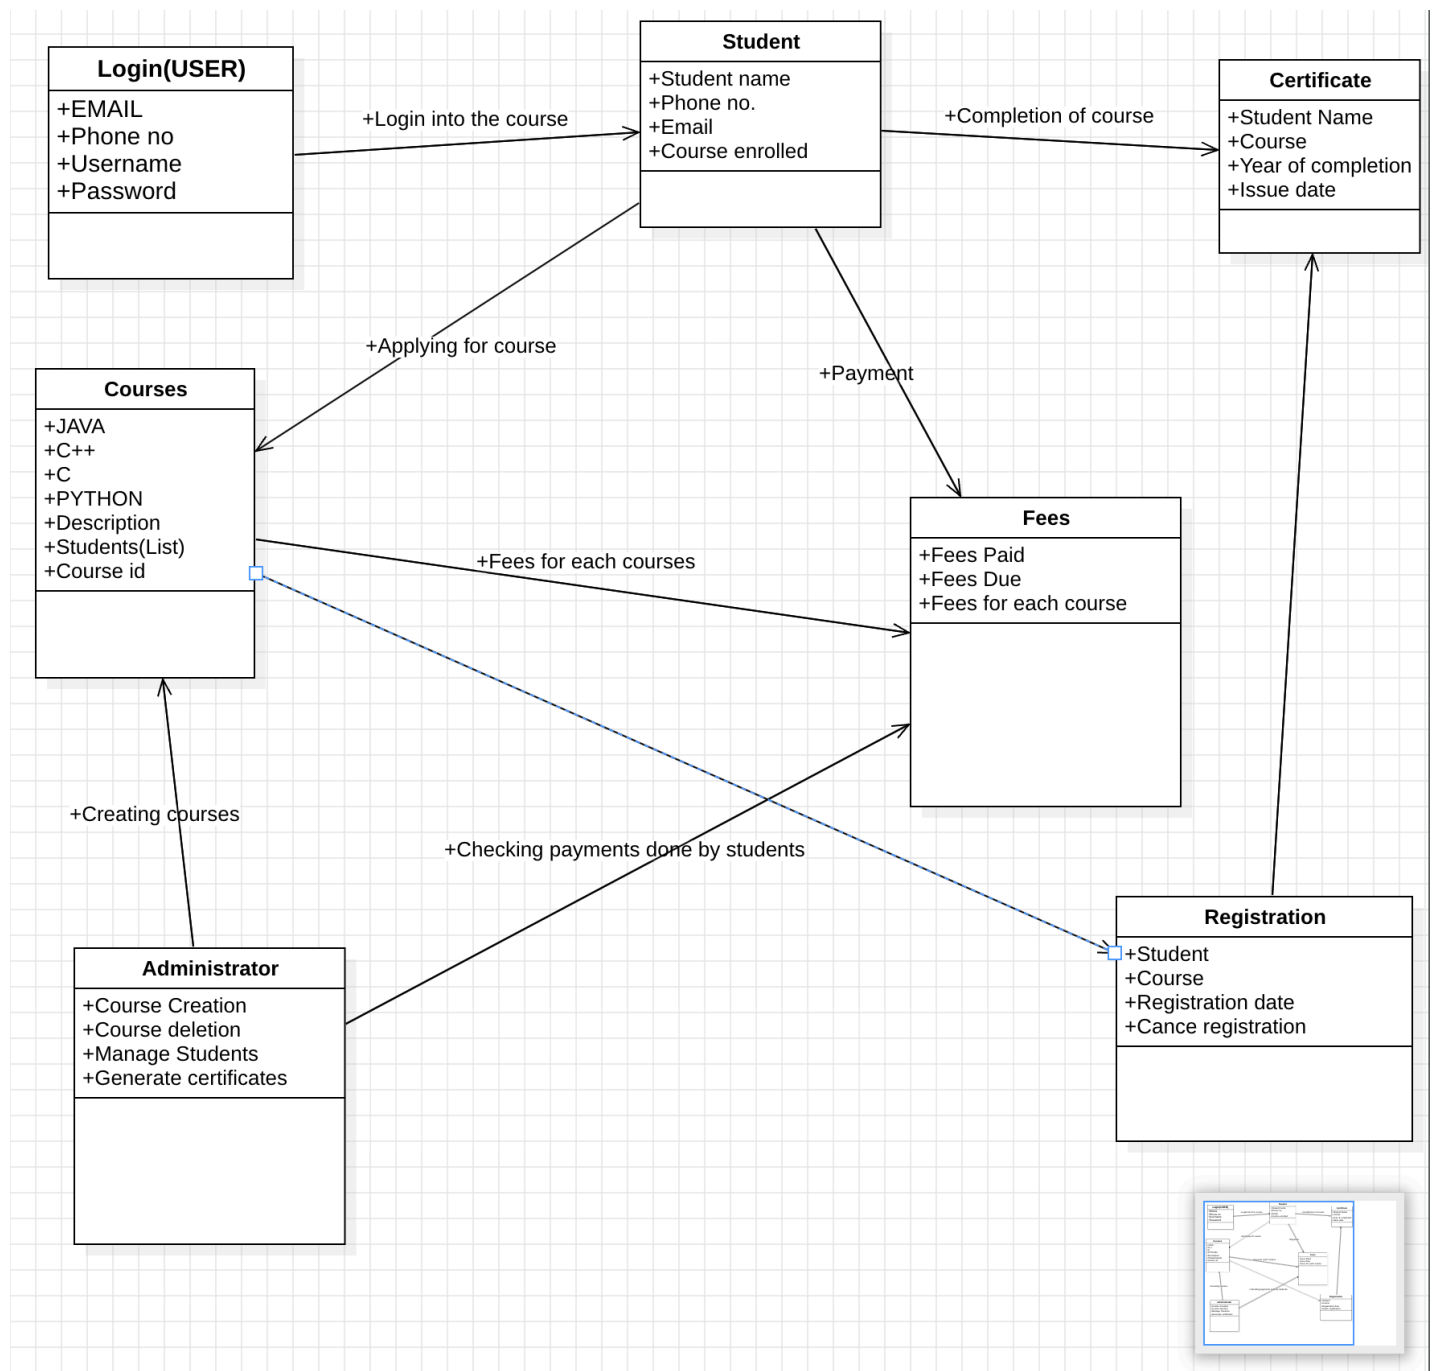 Login(USER)
+EMAIL
+Phone no
+Username
+Password
+Login into the course
Student
+Student name
+Phone no.
+Email
+Course enrolled
+Completion of course
Certificate
+Student Name
+Course
+Year of completion
+Issue date
+Applying for course
+Payment
Courses
+JAVA
+C++
+C
+PYTHON
+Description
+Students(List)
+Course id
+Fees for each courses
Fees
+Fees Paid
+Fees Due
+Fees for each course
+Creating courses
+Checking payments done by students
Administrator
+Course Creation
+Course deletion
+Manage Students
+Generate certificates
Registration
+Student
+Course
+Registration date
+Cance registration